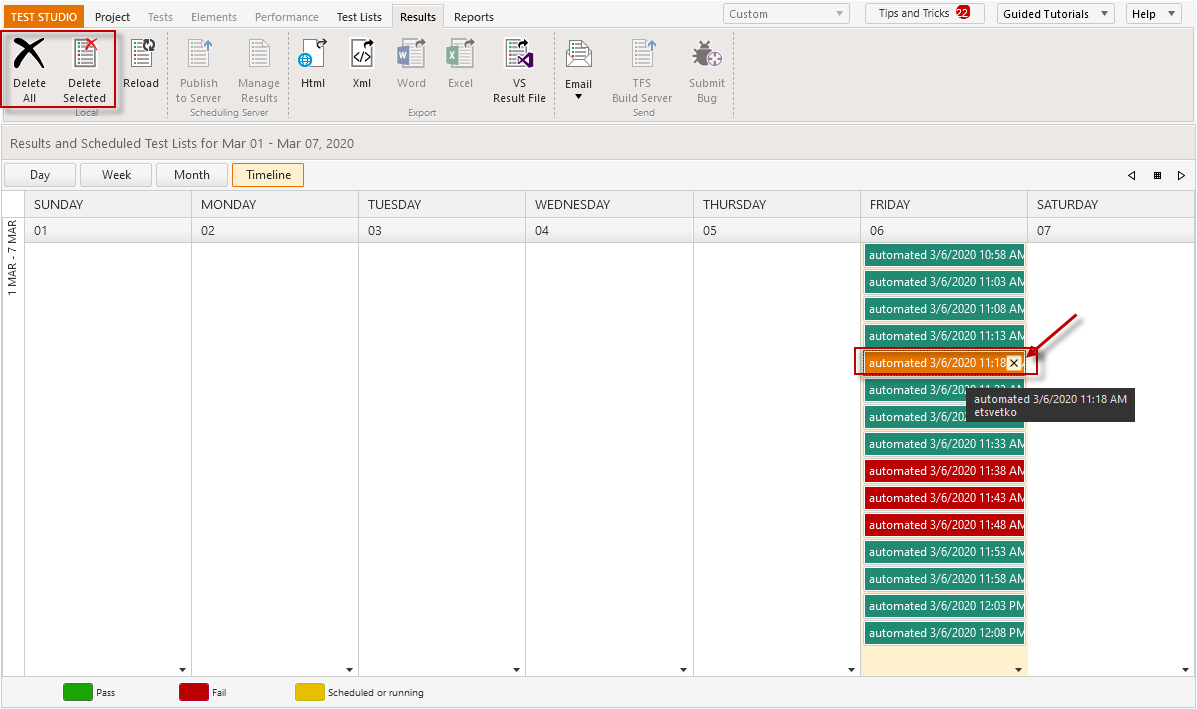 TEST STUDIO Project Tests Elements Performance Test Lists Results Reports Custom Tips and Tricks 22 Guided Tutorials Help
Delete All
Delete Selected
Reload
Publish to Server
Manage Results
Html
Xml
Word
Excel
VS Result File
Email
TFS Build Server
Submit Bug
Local
Scheduling Server
Export
Send
Results and Scheduled Test Lists for Mar 01 - Mar 07, 2020
Day Week Month Timeline
SUNDAY MONDAY TUESDAY WEDNESDAY THURSDAY FRIDAY SATURDAY
01 02 03 04 05 06 07
1 MAR - 7 MAR
automated 3/6/2020 10:58 AM
automated 3/6/2020 11:03 AM
automated 3/6/2020 11:08 AM
automated 3/6/2020 11:13 AM
automated 3/6/2020 11:18
automated 3/6/20
automated 3/6/202
automated 3/6/2020 11:18 AM
etsvetko
automated 3/6/2020 11:33 AM
automated 3/6/2020 11:38 AM
automated 3/6/2020 11:43 AM
automated 3/6/2020 11:48 AM
automated 3/6/2020 11:53 AM
automated 3/6/2020 11:58 AM
automated 3/6/2020 12:03 PM
automated 3/6/2020 12:08 PM
Pass Fail Scheduled or running